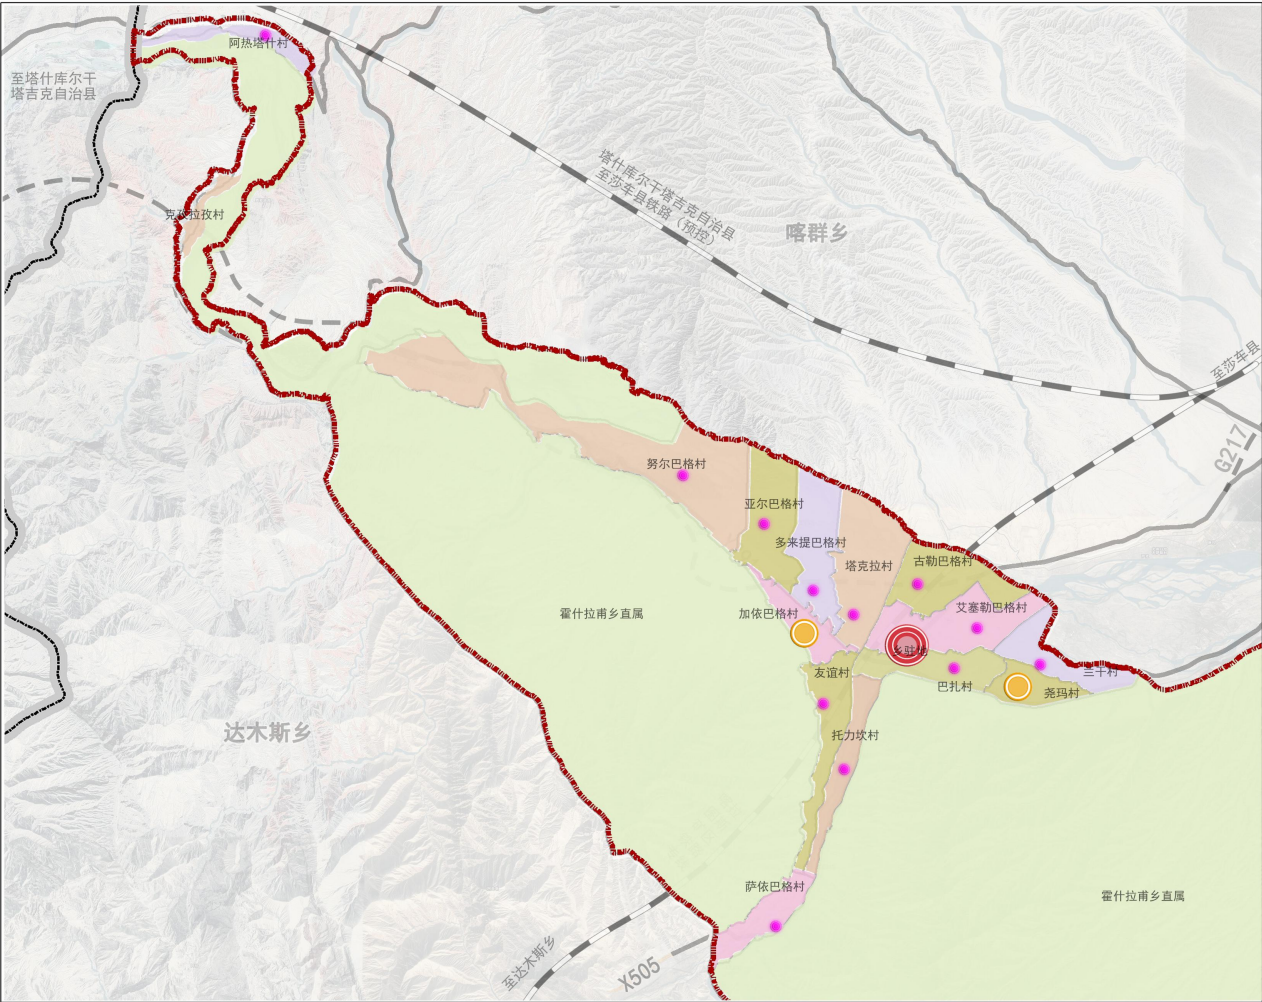 阿热塔什村
至塔什库尔干
塔吉克自治县
塔什库尔干塔吉克自治县
至莎车县铁路（预控）
克孜拉孜村
喀群乡
至莎车县
G217
努尔巴格村
亚尔巴格村
多来提巴格村
塔克拉村
古勒巴格村
艾塞勒巴格村
加依巴格村
霍什拉甫乡直属
乡驻地
友谊村
兰干村
巴扎村
尧玛村
达木斯乡
托力坎村
萨依巴格村
霍什拉甫乡直属
至达木斯乡
X505